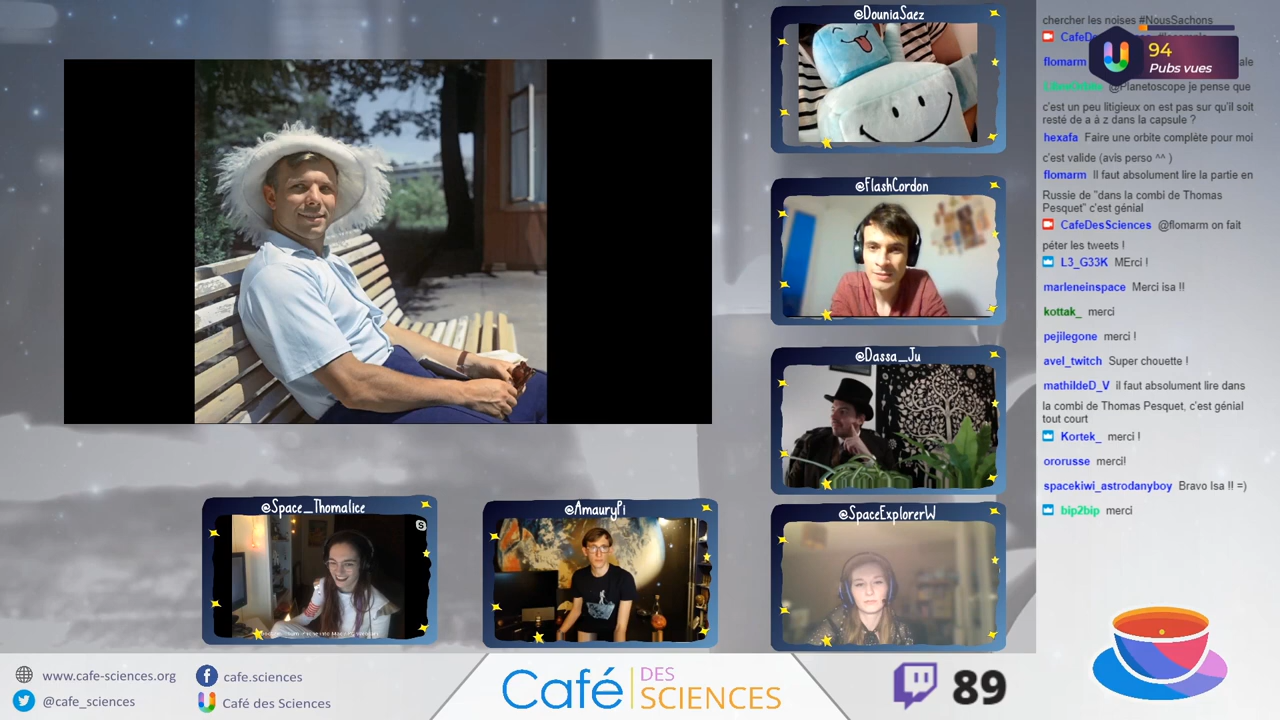 @DouniaSaez
@FlashCordon
@Dassa_Ju
@SpaceExplorerW
@Space_Thomalice
@AmauryPi
chercher les noises #NousSachons
94
Pubs vues
flomarm
@Planetoscope je pense que
c'est un peu litigieux on est pas sur qu'il soit
resté de a à z dans la capsule ?
hexafa Faire une orbite complète pour moi
c'est valide (avis perso ^^ )
flomarm Il faut absolument lire la partie en
Russie de "dans la combi de Thomas
Pesquet" c'est génial
CafeDesSciences @flomarm on fait
péter les tweets !
L3_G33K MErci !
marleneinspace Merci isa !!
kottak_ merci
pejilegone merci !
avel_twitch Super chouette !
mathildeD_V il faut absolument lire dans
la combi de Thomas Pesquet, c'est génial
tout court
Kortek_ merci !
ororusse merci!
spacekiwi_astrodanyboy Bravo Isa !! =)
bip2bip merci
www.cafe-sciences.org
cafe.sciences
@cafe_sciences
Café des Sciences
Café DES
SCIENCES
89